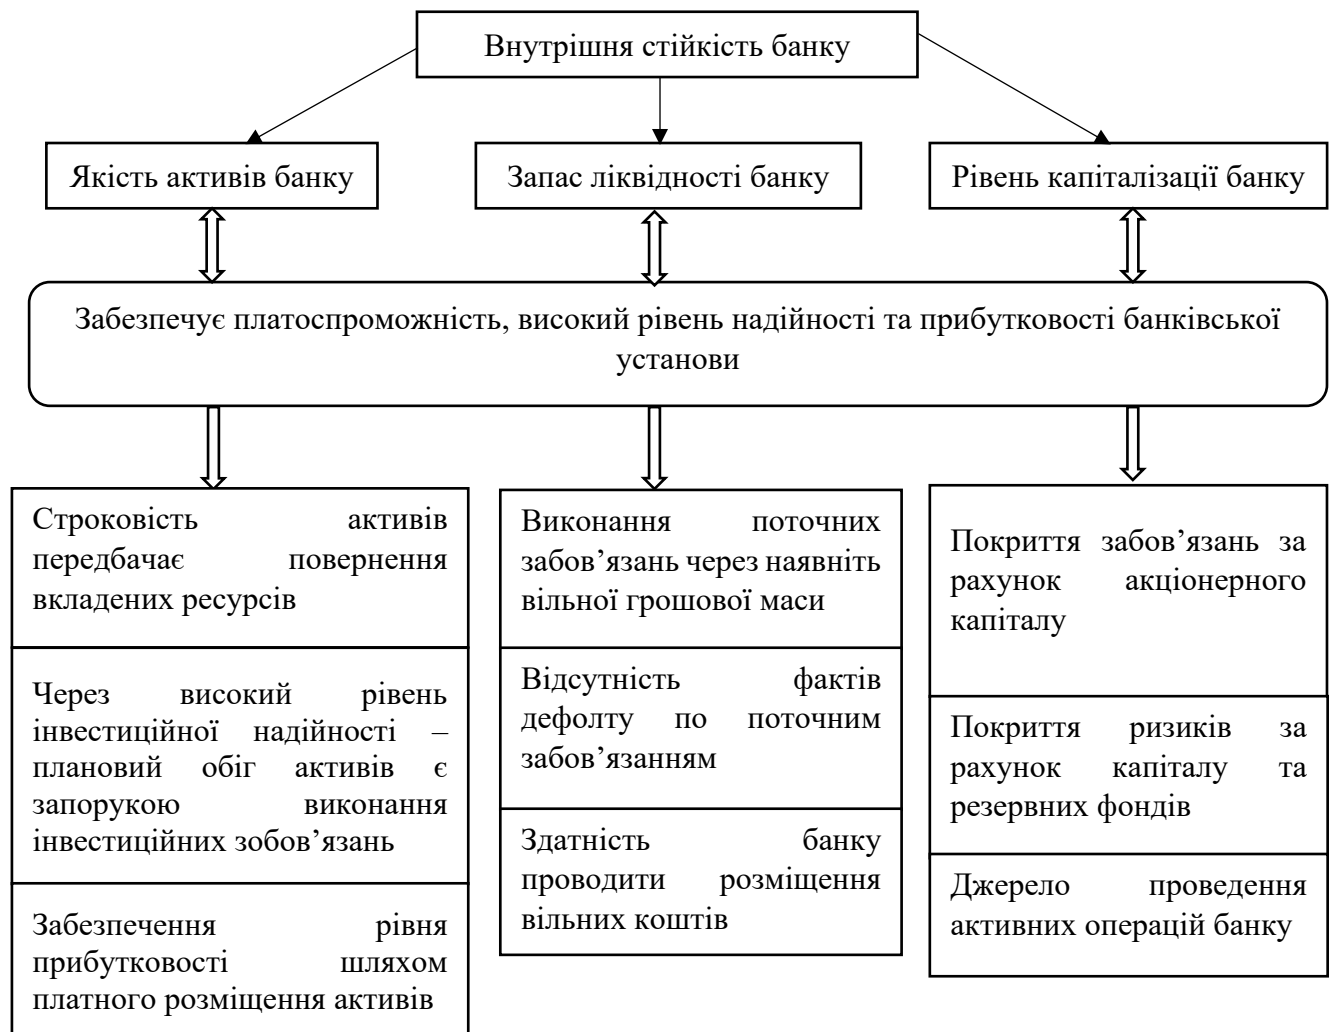 Внутрішня стійкість банку
Якість активів банку
Запас ліквідності банку
Рівень капіталізації банку
Забезпечує платоспроможність, високий рівень надійності та прибутковості банківської
установи
Строковість активів
передбачає повернення
вкладених ресурсів
Через високий рівень
інвестиційної надійності –
плановий обіг активів є
запорукою виконання
інвестиційних зобов’язань
Забезпечення рівня
прибутковості шляхом
платного розміщення активів
Виконання поточних
забов’язань через наявніть
вільної грошової маси
Відсутність фактів
дефолту по поточним
забов’язанням
Здатність банку
проводити розміщення
вільних коштів
Покриття забов’язань за
рахунок акціонерного
капіталу
Покриття ризиків за
рахунок капіталу та
резервних фондів
Джерело проведення
активних операцій банку